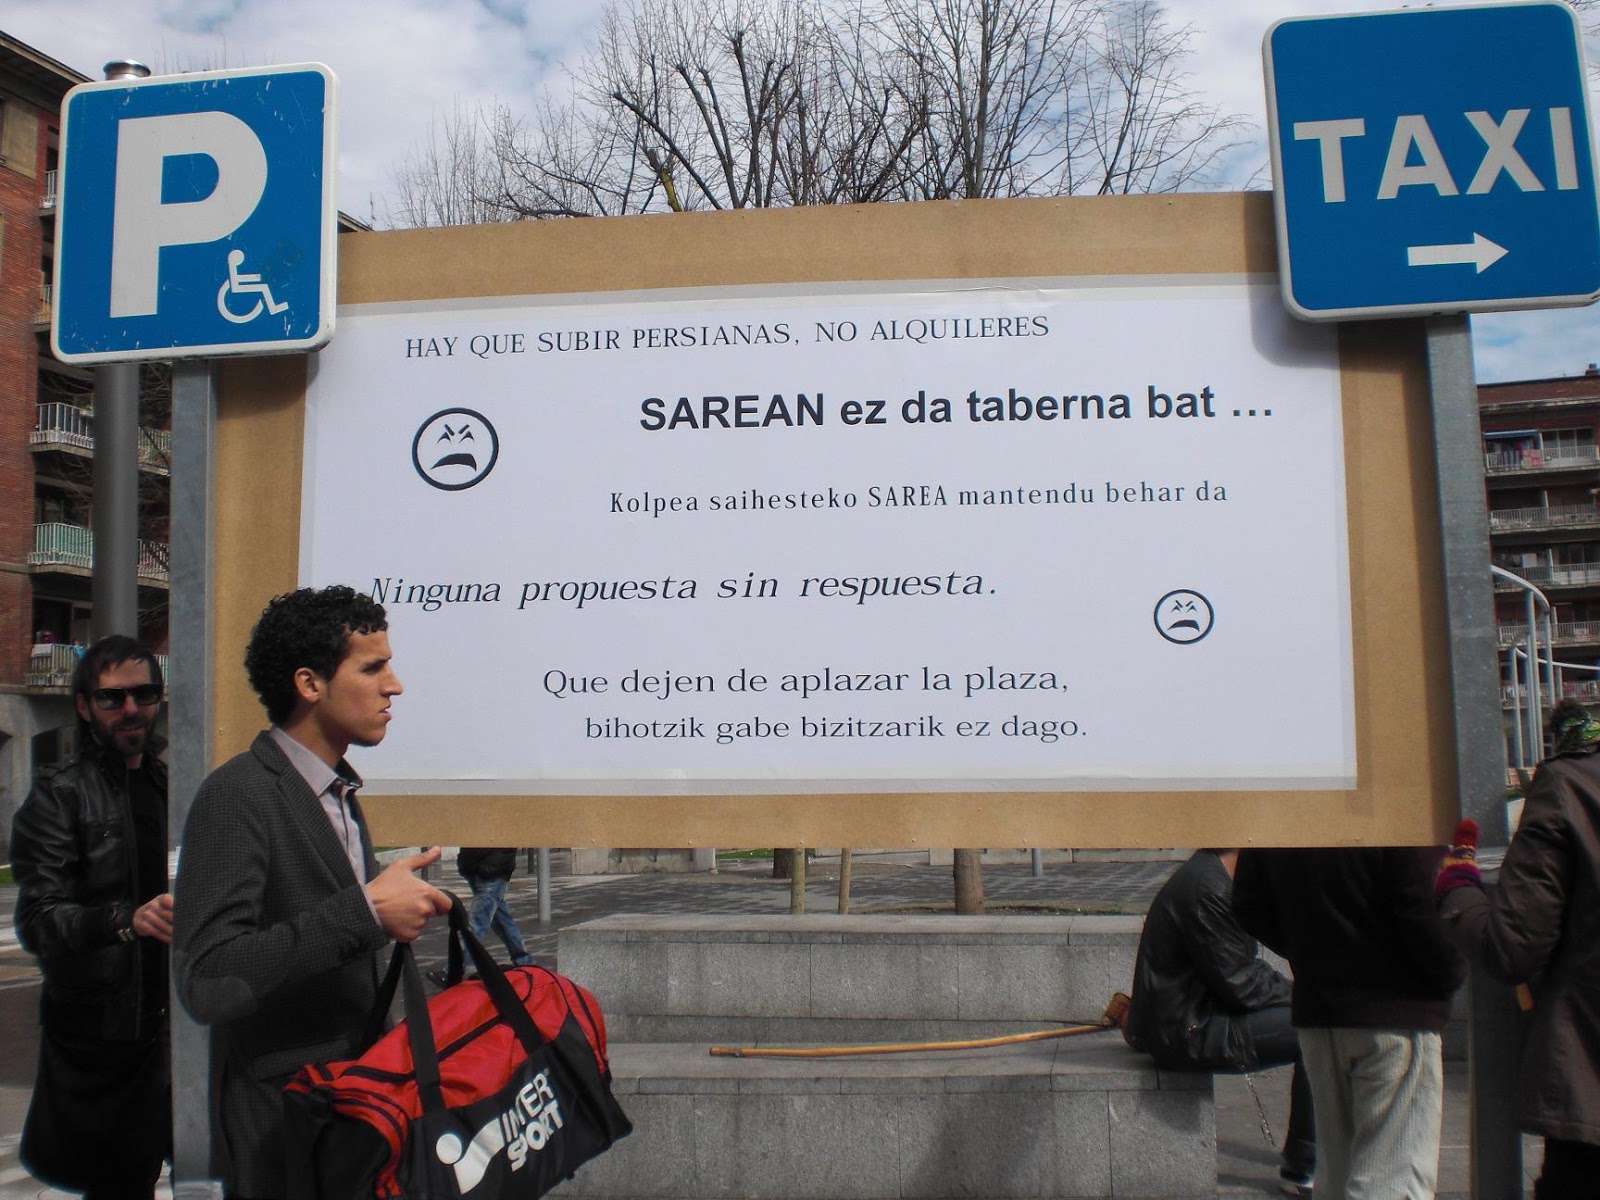 P
TAXI
HAY QUE SUBIR PERSIANAS, NO ALQUILERES
SAREAN ez da taberna bat ...
Kolpea saihesteko SAREA mantendu behar da
Ninguna propuesta sin respuesta.
Que dejen de aplazar la plaza,
bihotzik gabe bizitzarik ez dago.
INTER
SPORT